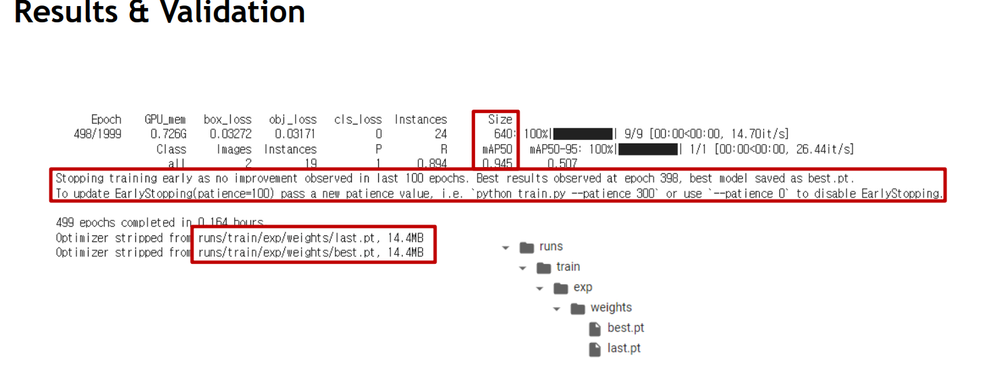 Results & Validation
Epoch GPU_mem box_loss obj_loss cls_loss Instances Size
498/1999 0.726G 0.03272 0.03171 0 24 640: 100%| | 9/9 [00:00<00:00, 14.70it/s]
Class Images Instances P R mAP50 mAP50-95: 100%| | 1/1 [00:00<00:00, 26.44it/s]
all 2 19 1 0.894 0.945 0.507
Stopping training early as no improvement observed in last 100 epochs. Best results observed at epoch 398, best model saved as best.pt.
To update EarlyStopping(patience=100) pass a new patience value, i.e. `python train.py --patience 300` or use `--patience 0` to disable EarlyStopping.
499 epochs completed in 0.164 hours
Optimizer stripped from runs/train/exp/weights/last.pt, 14.4MB
Optimizer stripped from runs/train/exp/weights/best.pt, 14.4MB
runs
train
exp
weights
best.pt
last.pt